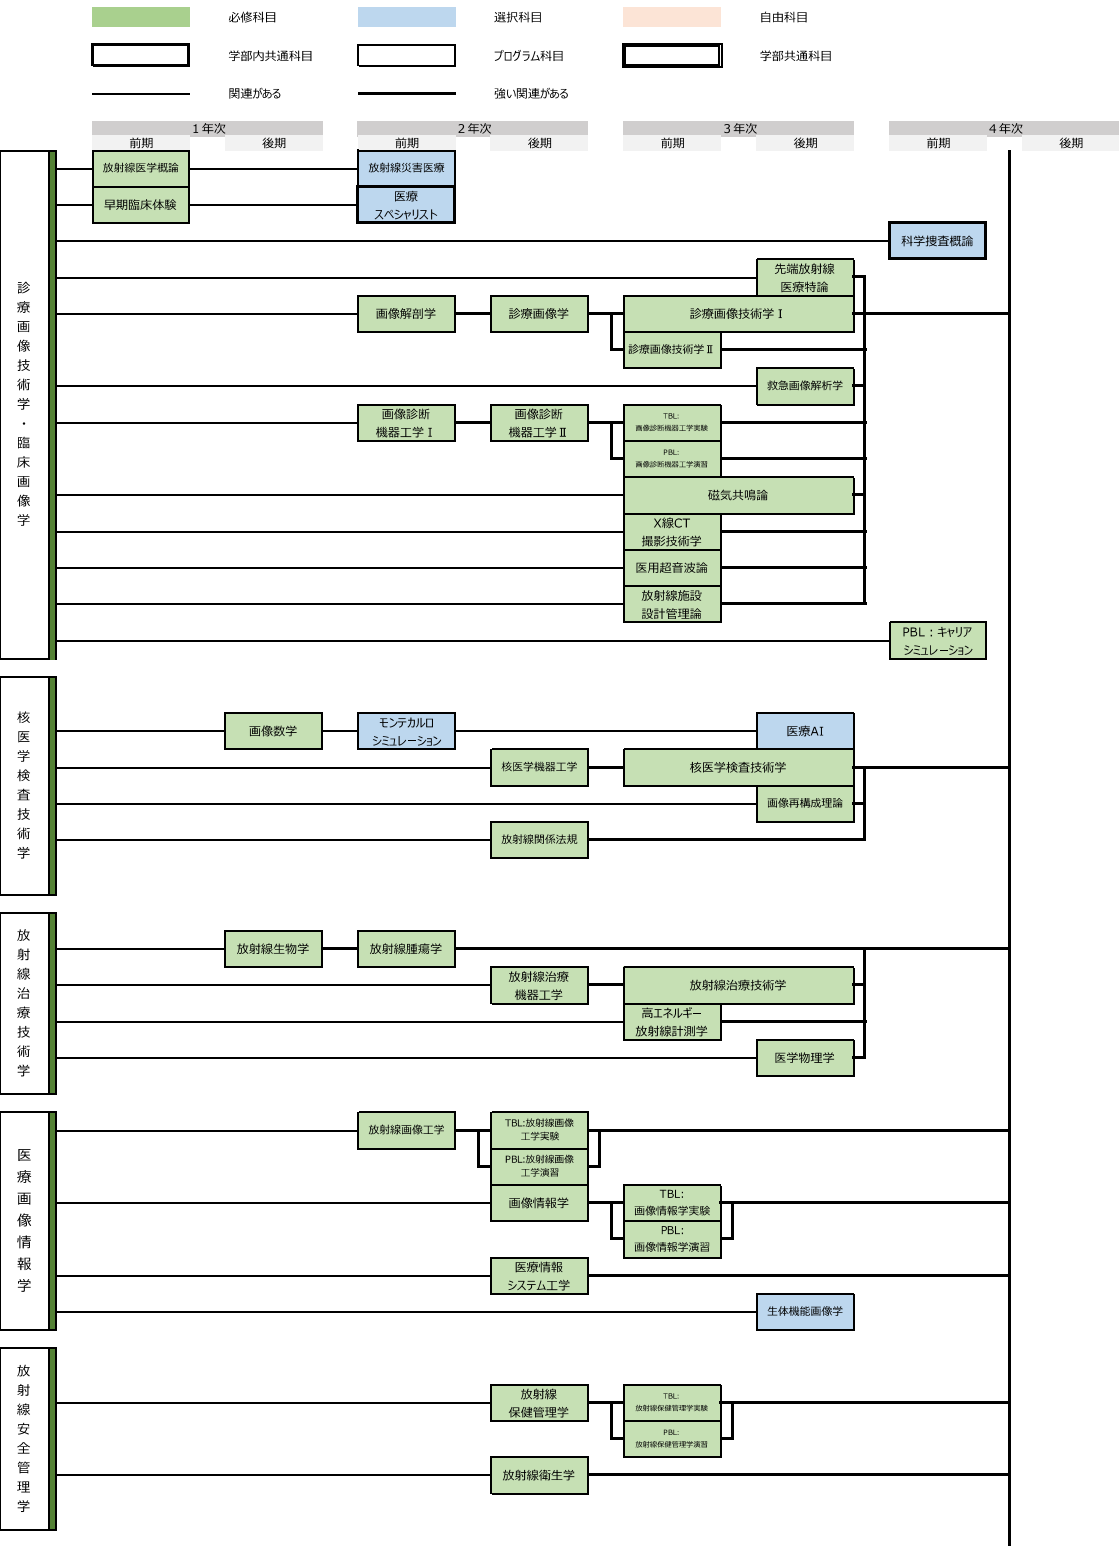 必修科目
選択科目
自由科目
学部内共通科目
プログラム科目
学部共通科目
関連がある
強い関連がある
1 年次
2 年次
3 年次
4 年次
前期
後期
前期
後期
前期
後期
前期
後期
診療画像技術学・臨床画像学
放射線医学概論
放射線災害医療
早期臨床体験
医療
スペシャリスト
科学捜査概論
先端放射線
医療特論
画像解剖学
診療画像学
診療画像技術学Ⅰ
診療画像技術学Ⅱ
救急画像解析学
画像診断
機器工学Ⅰ
画像診断
機器工学Ⅱ
TBL:
画像診断機器工学実験
PBL:
画像診断機器工学演習
磁気共鳴論
X線CT
撮影技術学
医用超音波論
放射線施設
設計管理論
PBL：キャリア
シミュレーション
核医学検査技術学
画像数学
モンテカルロ
シミュレーション
医療AI
核医学機器工学
核医学検査技術学
画像再構成理論
放射線関係法規
放射線治療技術学
放射線生物学
放射線腫瘍学
放射線治療
機器工学
放射線治療技術学
高エネルギー
放射線計測学
医学物理学
医療画像情報学
放射線画像工学
TBL:放射線画像
工学実験
PBL:放射線画像
工学演習
画像情報学
TBL:
画像情報学実験
PBL:
画像情報学演習
医療情報
システム工学
生体機能画像学
放射線安全管理学
放射線
保健管理学
TBL:
放射線保健管理学実験
PBL:
放射線保健管理学演習
放射線衛生学